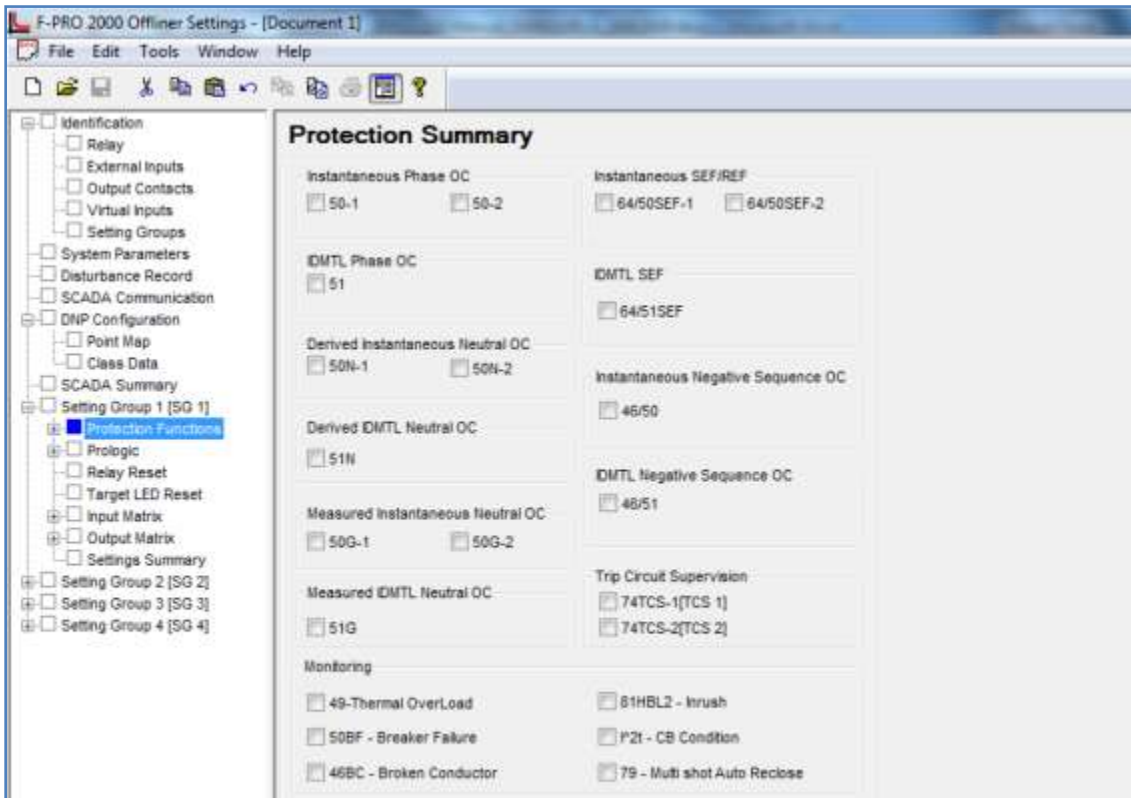 F-PRO 2000 Offliner Settings - [Document 1]
File Edit Tools Window Help
Identification
Relay
External Inputs
Output Contacts
Virtual Inputs
Setting Groups
System Parameters
Disturbance Record
SCADA Communication
DNP Configuration
Point Map
Class Data
SCADA Summary
Setting Group 1 [SG 1]
Protection Functions
Prologic
Relay Reset
Target LED Reset
Input Matrix
Output Matrix
Settings Summary
Setting Group 2 [SG 2]
Setting Group 3 [SG 3]
Setting Group 4 [SG 4]
Protection Summary
Instantaneous Phase OC
50-1 50-2
IDMTL Phase OC
51
Derived Instantaneous Neutral OC
50N-1 50N-2
Derived IDMTL Neutral OC
51N
Measured Instantaneous Neutral OC
50G-1 50G-2
Measured IDMTL Neutral OC
51G
Instantaneous SEF/REF
64/50SEF-1 64/50SEF-2
IDMTL SEF
64/51SEF
Instantaneous Negative Sequence OC
46/50
IDMTL Negative Sequence OC
46/51
Trip Circuit Supervision
74TCS-1[TCS 1]
74TCS-2[TCS 2]
Monitoring
49-Thermal OverLoad
50BF - Breaker Failure
46BC - Broken Conductor
81HBL2 - Inrush
I²2t - CB Condition
79 - Multi shot Auto Reclose